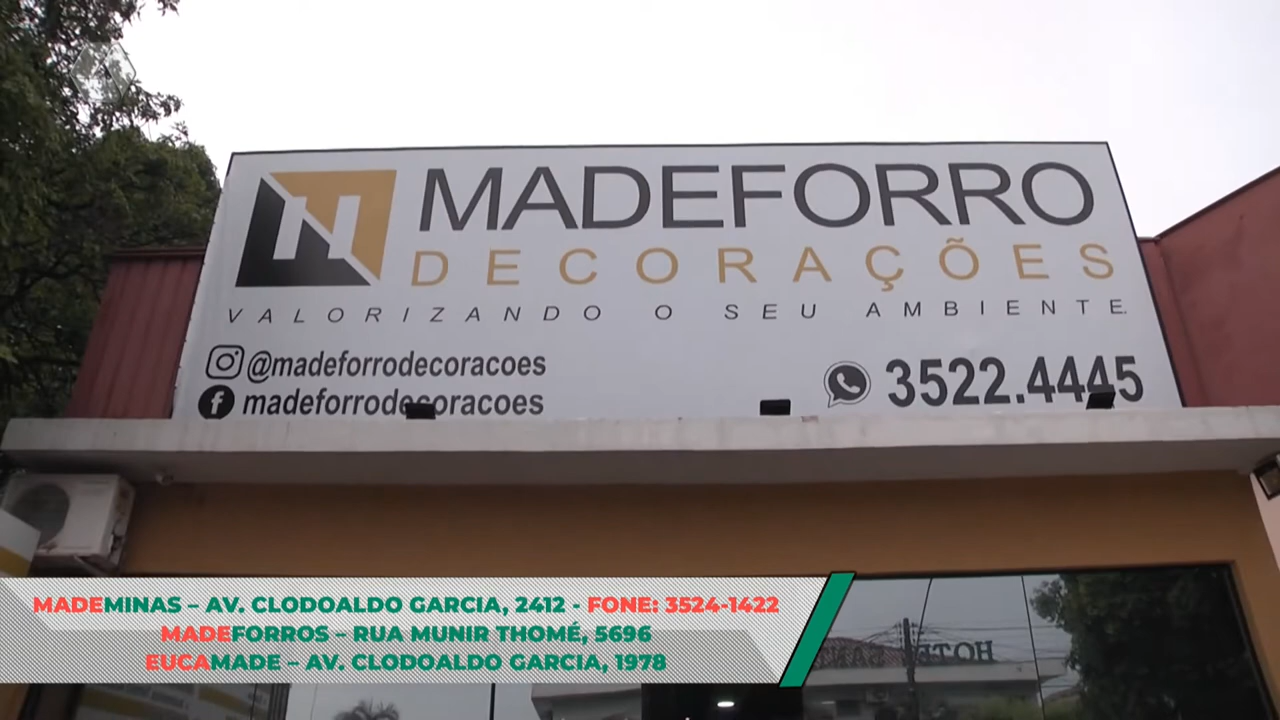 MADEFORRO
DECORAÇÕES
VALORIZANDO O SEU AMBIENTE.
@madeforrodecoracoes
madeforrodecoracoes
3522.4445
MADEMINAS – AV. CLODOALDO GARCIA, 2412 - FONE: 3524-1422
MADEFORROS – RUA MUNIR THOMÉ, 5696
EUCAMADE – AV. CLODOALDO GARCIA, 1978